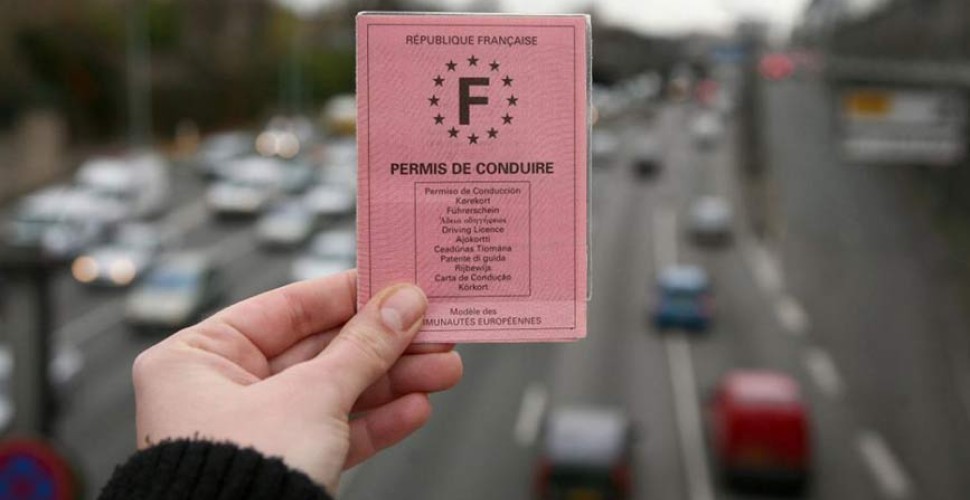 RÉPUBLIQUE FRANÇAISE
F
PERMIS DE CONDUIRE
Permiso de Conducción
Kørekort
Führerschein
Άδεια οδηγήσεως
Driving Licence
Ajokortti
Ceadúnas Tiomána
Patente di guida
Rijbewijs
Carta de Condução
Körkort
Modèle des
MUNAUTÉS EUROPÉENNES